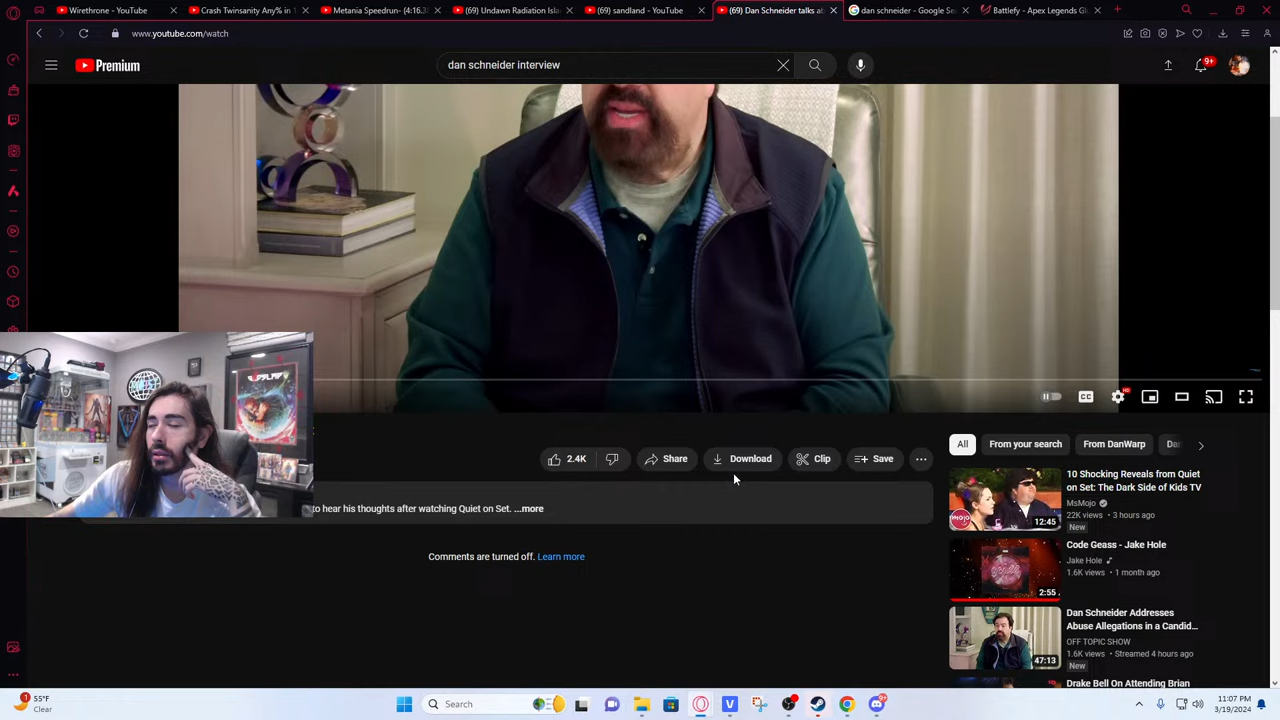 Wirethrone - YouTube
Crash Twinsanity Any% in 1
Metania Speedrun- (4:16.3
(69) Undawn Radiation Isla
(69) sandland - YouTube
(69) Dan Schneider talks ab
dan schneider - Google Se
Battlefy - Apex Legends Gl
www.youtube.com/watch
Premium
dan schneider interview
9+
HD
All
From your search
From DanWarp
Da
2.4K
Share
Download
Clip
Save
to hear his thoughts after watching Quiet on Set. ...more
Comments are turned off. Learn more
10 Shocking Reveals from Quiet
on Set: The Dark Side of Kids TV
MsMojo
22K views • 3 hours ago
New
12:45
Code Geass - Jake Hole
Jake Hole
1.6K views • 1 month ago
2:55
Dan Schneider Addresses
Abuse Allegations in a Candid...
OFF TOPIC SHOW
1.6K views • Streamed 4 hours ago
New
47:13
Drake Bell On Attending Brian
1
55°F
Clear
Search
9+
11:07 PM
3/19/2024